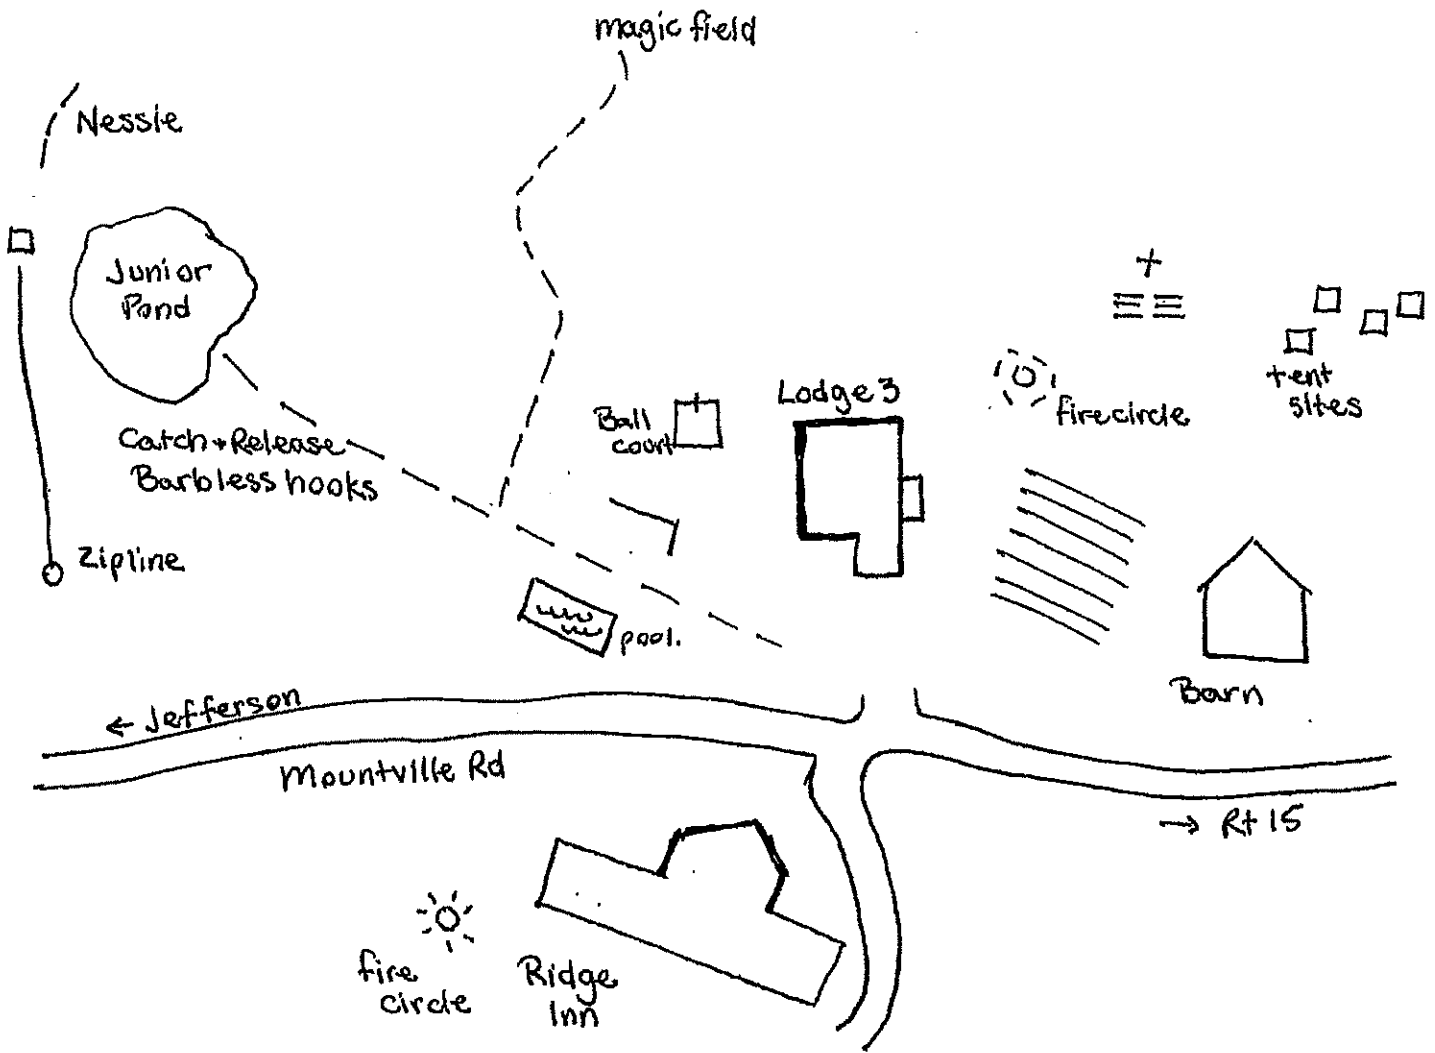 magic field
Nessie
Junior
Pond
Lodge 3
tent
sites
firecircle
Ball
court
Catch + Release
Barbless hooks
Zipline
pool.
Barn
← Jefferson
Mountville Rd
→ Rt 15
fire
circle
Ridge
Inn